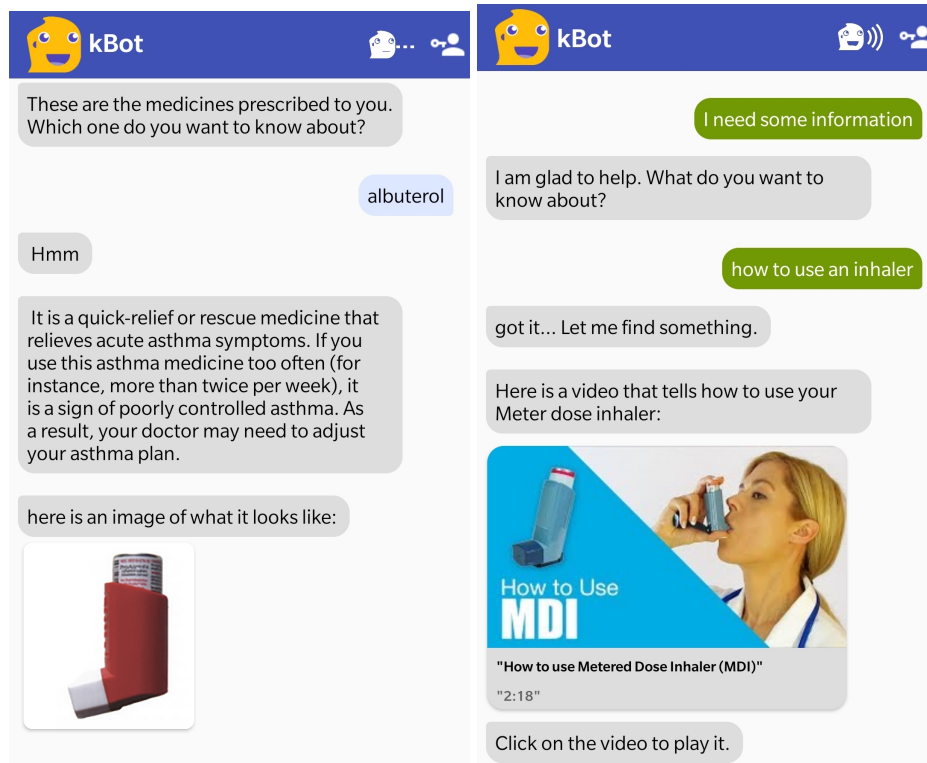 kBot
These are the medicines prescribed to you.
Which one do you want to know about?
albuterol
Hmm
It is a quick-relief or rescue medicine that
relieves acute asthma symptoms. If you
use this asthma medicine too often (for
instance, more than twice per week), it
is a sign of poorly controlled asthma. As
a result, your doctor may need to adjust
your asthma plan.
here is an image of what it looks like:
kBot
I need some information
I am glad to help. What do you want to
know about?
how to use an inhaler
got it... Let me find something.
Here is a video that tells how to use your
Meter dose inhaler:
How to Use
MDI
"How to use Metered Dose Inhaler (MDI)"
"2:18"
Click on the video to play it.